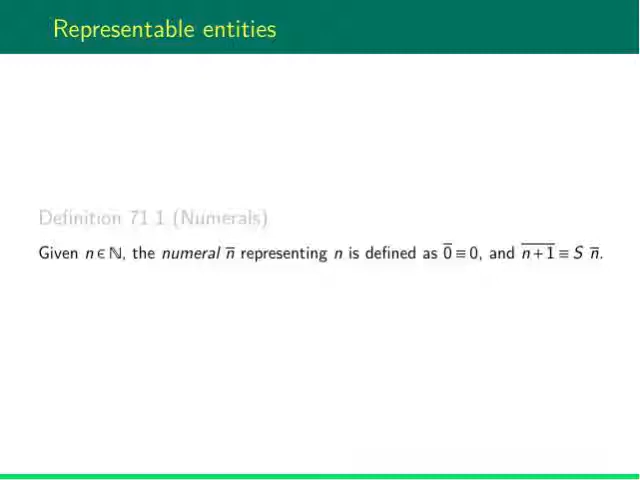 Representable entities
Definition 71.1 (Numerals)
Given n ∈ ℕ, the numeral n̅ representing n is defined as 0̅ ≡ 0, and n̅+̅1̅ ≡ S n̅.